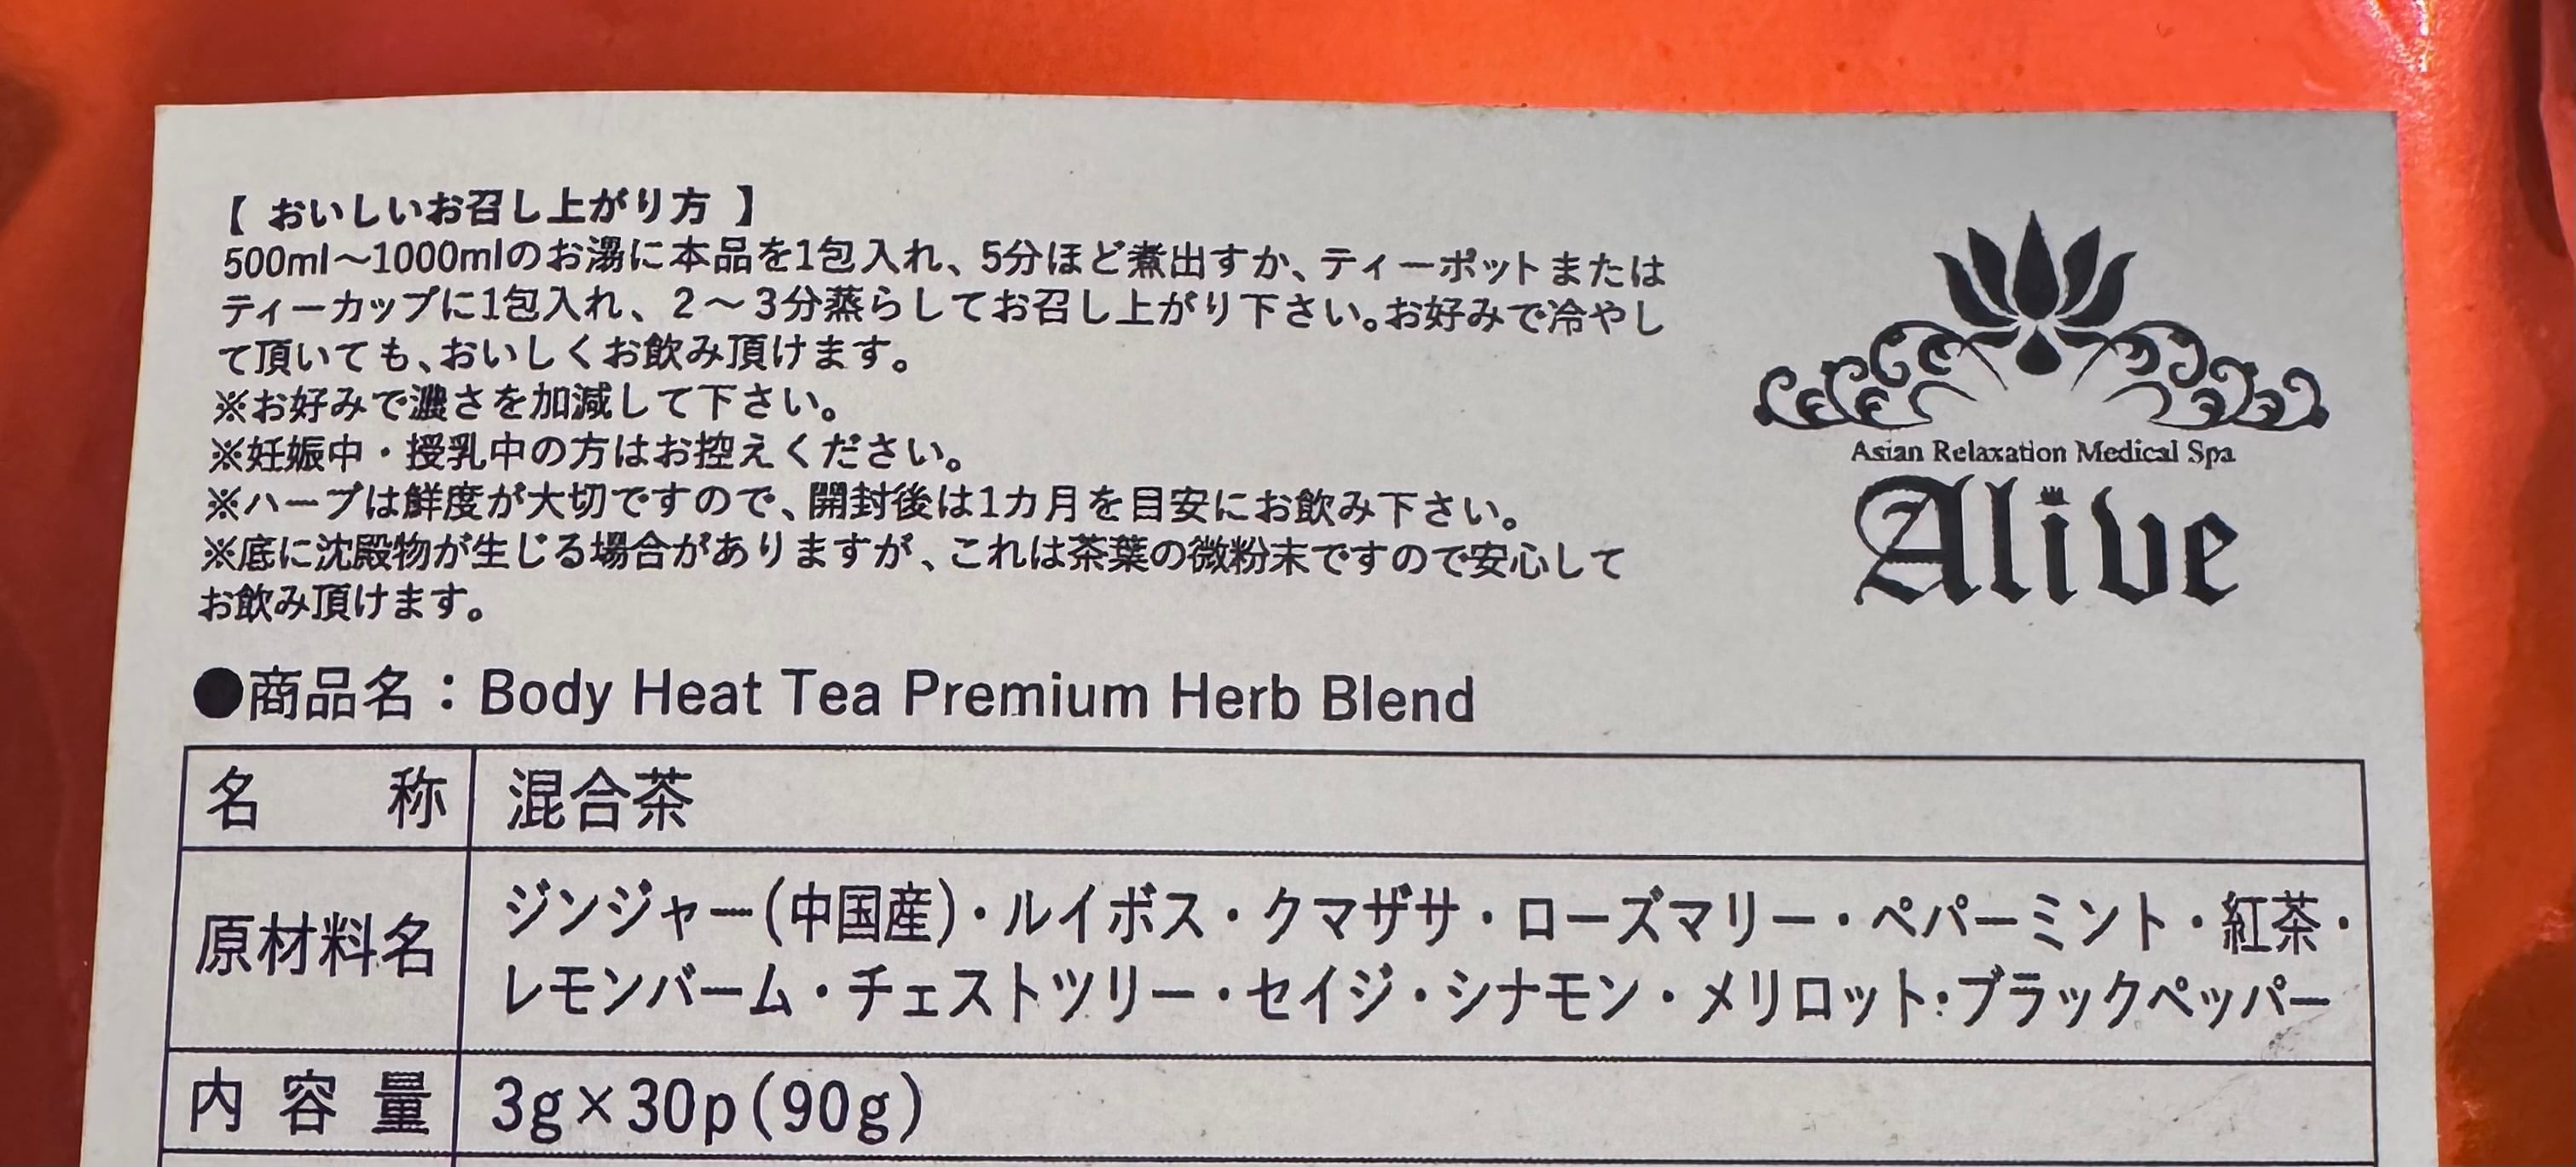 【 おいしいお召し上がり方 】
500ml～1000mlのお湯に本品を1包入れ、5分ほど煮出すか、ティーポットまたは
ティーカップに1包入れ、2～3分蒸らしてお召し上がり下さい。お好みで冷やし
て頂いても、おいしくお飲み頂けます。
※お好みで濃さを加減して下さい。
※妊娠中・授乳中の方はお控えください。
※ハーブは鮮度が大切ですので、開封後は1カ月を目安にお飲み下さい。
※底に沈殿物が生じる場合がありますが、これは茶葉の微粉末ですので安心して
お飲み頂けます。
Asian Relaxation Medical Spa
Alive
●商品名：Body Heat Tea Premium Herb Blend
名　称 混合茶
原材料名 ジンジャー(中国産)・ルイボス・クマザサ・ローズマリー・ペパーミント・紅茶・
レモンバーム・チェストツリー・セイジ・シナモン・メリロット・ブラックペッパー
内容量 3g×30p(90g)